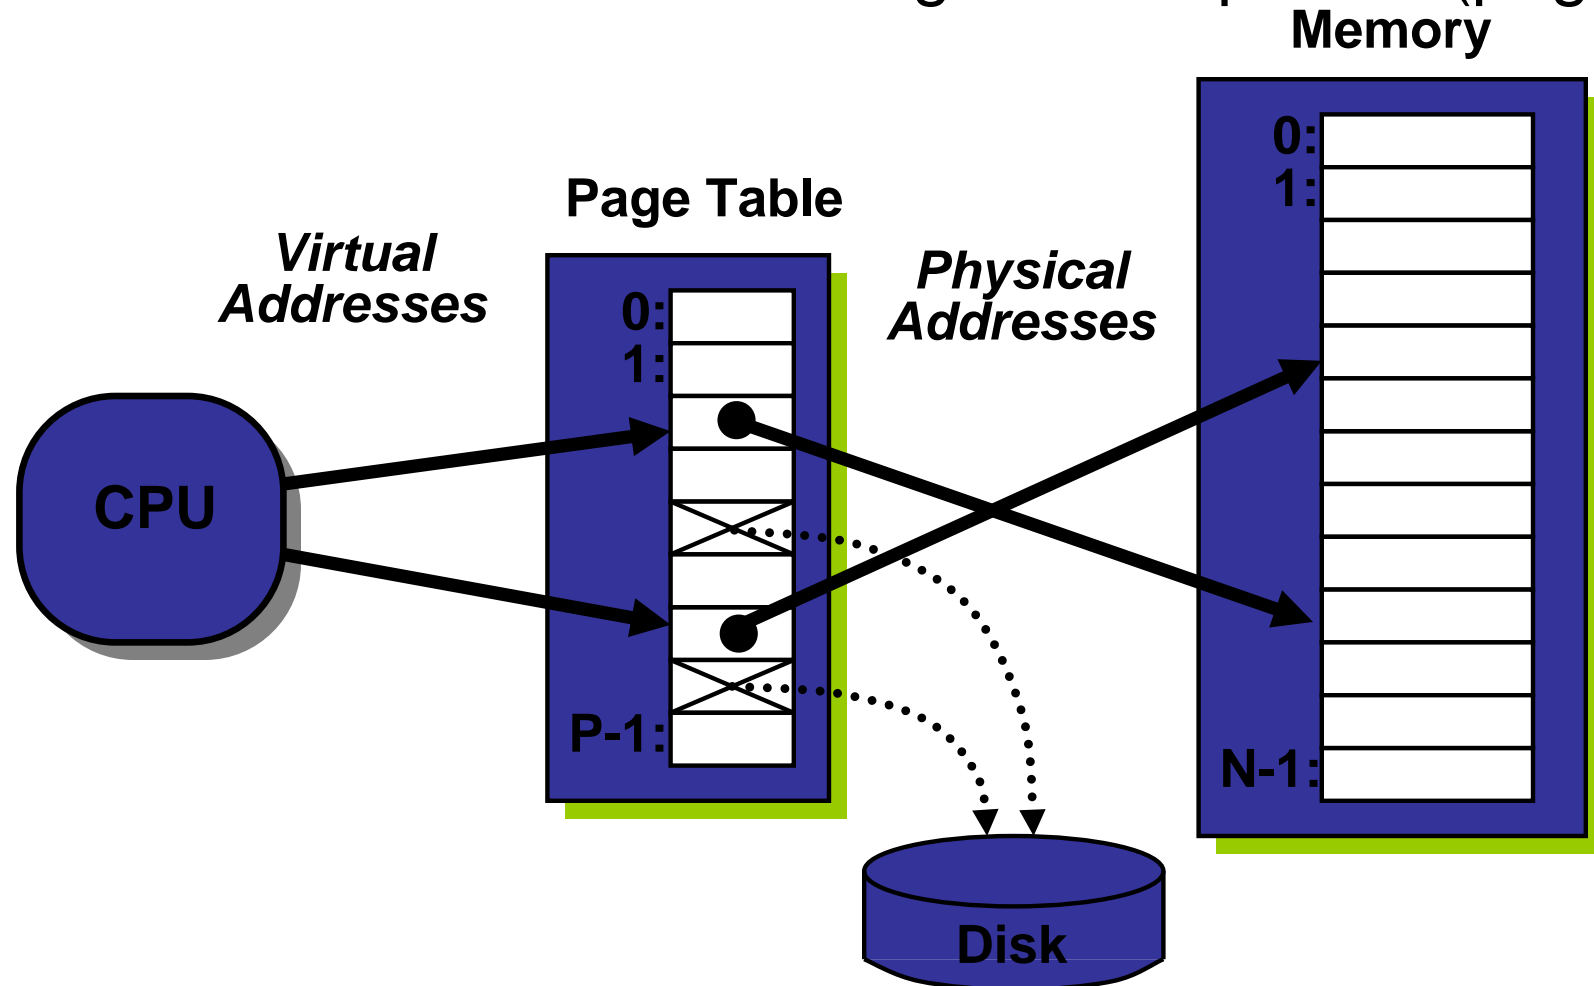 Memory
0:
1:
Page Table
Virtual
Addresses
Physical
Addresses
0:
1:
CPU
P-1:
N-1:
Disk